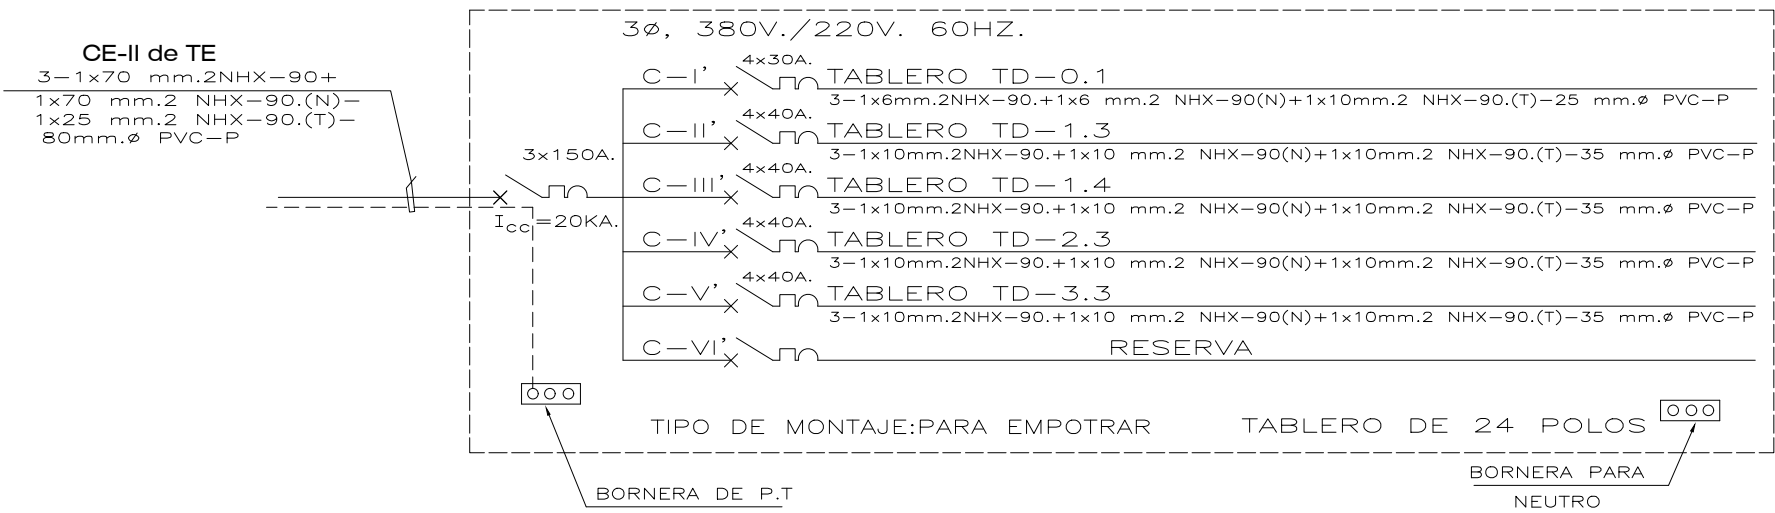 3ø, 380V./220V. 60HZ.
CE-II de TE
3-1x70 mm.2NHX-90+
1x70 mm.2 NHX-90.(N)-
1x25 mm.2 NHX-90.(T)-
80mm.ø PVC-P
3x150A.
Icc=20KA.
C-I' 4x30A. TABLERO TD-0.1
3-1x6mm.2NHX-90.+1x6 mm.2 NHX-90(N)+1x10mm.2 NHX-90.(T)-25 mm.ø PVC-P
C-II' 4x40A. TABLERO TD-1.3
3-1x10mm.2NHX-90.+1x10 mm.2 NHX-90(N)+1x10mm.2 NHX-90.(T)-35 mm.ø PVC-P
C-III' 4x40A. TABLERO TD-1.4
3-1x10mm.2NHX-90.+1x10 mm.2 NHX-90(N)+1x10mm.2 NHX-90.(T)-35 mm.ø PVC-P
C-IV' 4x40A. TABLERO TD-2.3
3-1x10mm.2NHX-90.+1x10 mm.2 NHX-90(N)+1x10mm.2 NHX-90.(T)-35 mm.ø PVC-P
C-V' 4x40A. TABLERO TD-3.3
3-1x10mm.2NHX-90.+1x10 mm.2 NHX-90(N)+1x10mm.2 NHX-90.(T)-35 mm.ø PVC-P
C-VI' RESERVA
TIPO DE MONTAJE:PARA EMPOTRAR
TABLERO DE 24 POLOS
BORNERA DE P.T
BORNERA PARA
NEUTRO